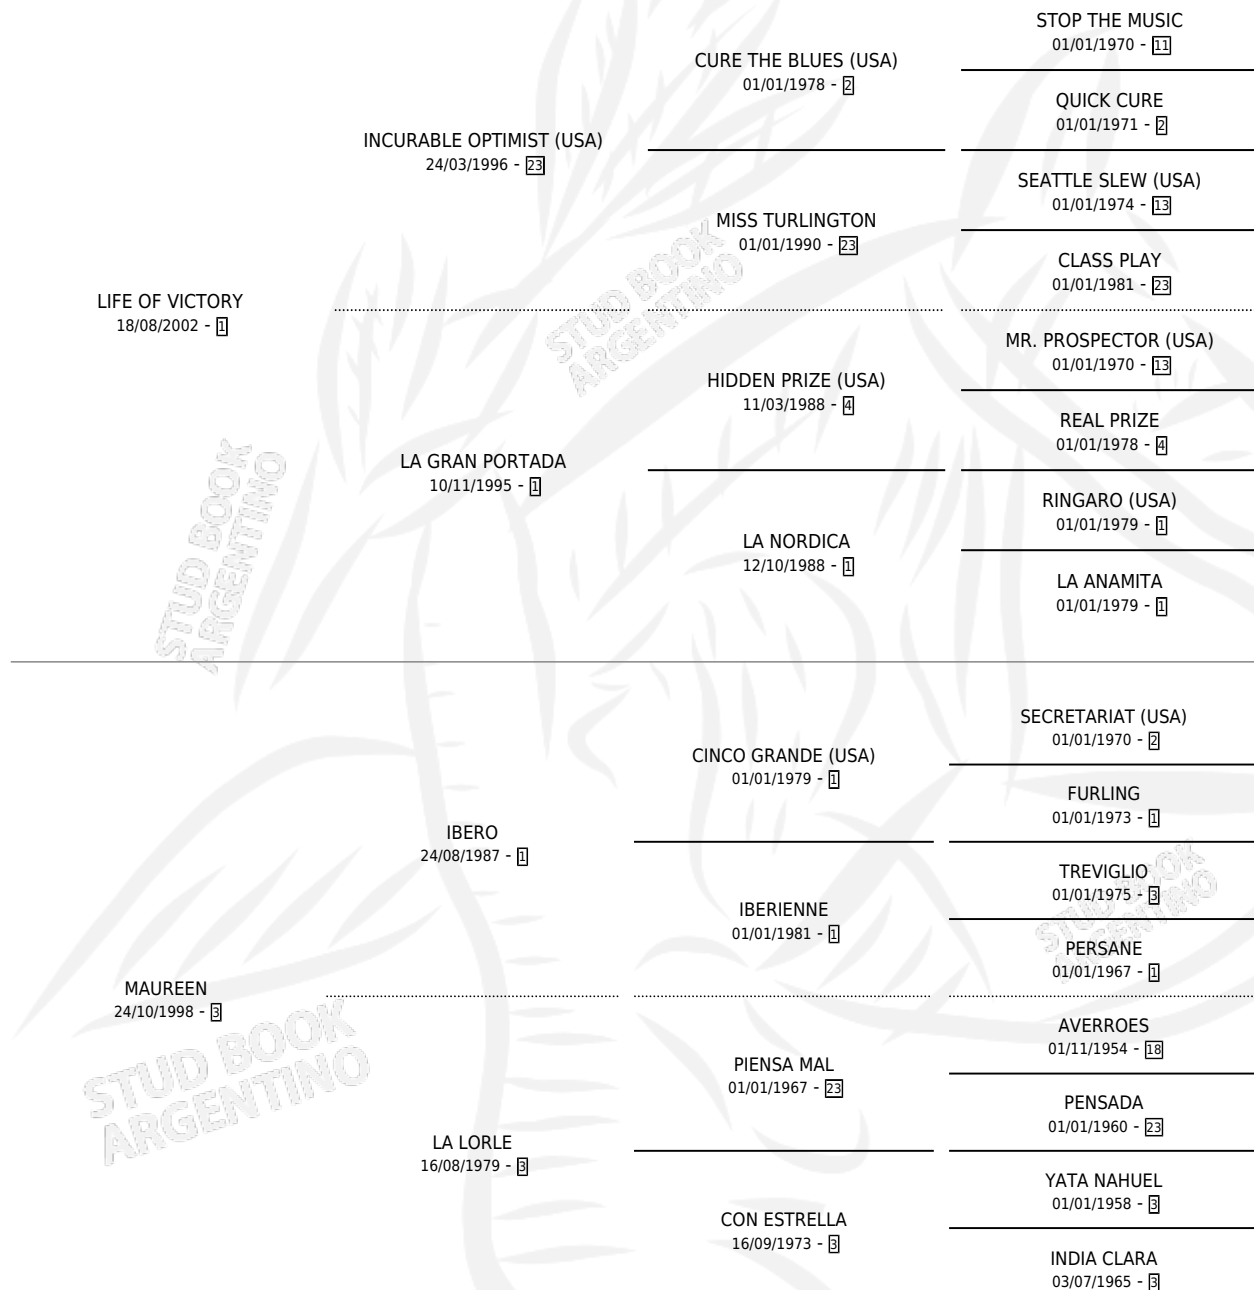 STOP THE MUSIC
01/01/1970 - 11
CURE THE BLUES (USA)
01/01/1978 - 2
QUICK CURE
01/01/1971 - 2
INCURABLE OPTIMIST (USA)
24/03/1996 - 23
SEATTLE SLEW (USA)
01/01/1974 - 13
MISS TURLINGTON
01/01/1990 - 23
CLASS PLAY
01/01/1981 - 23
LIFE OF VICTORY
18/08/2002 - 1
STUD BOOK
ARGENTINO
MR. PROSPECTOR (USA)
01/01/1970 - 13
HIDDEN PRIZE (USA)
11/03/1988 - 4
REAL PRIZE
01/01/1978 - 4
LA GRAN PORTADA
10/11/1995 - 1
RINGARO (USA)
01/01/1979 - 1
LA NORDICA
12/10/1988 - 1
LA ANAMITA
01/01/1979 - 1
STUD BOOK
ARGENTINO
SECRETARIAT (USA)
01/01/1970 - 2
CINCO GRANDE (USA)
01/01/1979 - 1
FURLING
01/01/1973 - 1
IBERO
24/08/1987 - 1
TREVIGLIO
01/01/1975 - 3
IBERIENNE
01/01/1981 - 1
PERSANE
01/01/1967 - 1
STUD BOOK
ARGENTINO
MAUREEN
24/10/1998 - 3
AVERROES
01/11/1954 - 18
PIENSA MAL
01/01/1967 - 23
PENSADA
01/01/1960 - 23
STUD BOOK
ARGENTINO
LA LORLE
16/08/1979 - 3
YATA NAHUEL
01/01/1958 - 3
CON ESTRELLA
16/09/1973 - 3
INDIA CLARA
03/07/1965 - 3